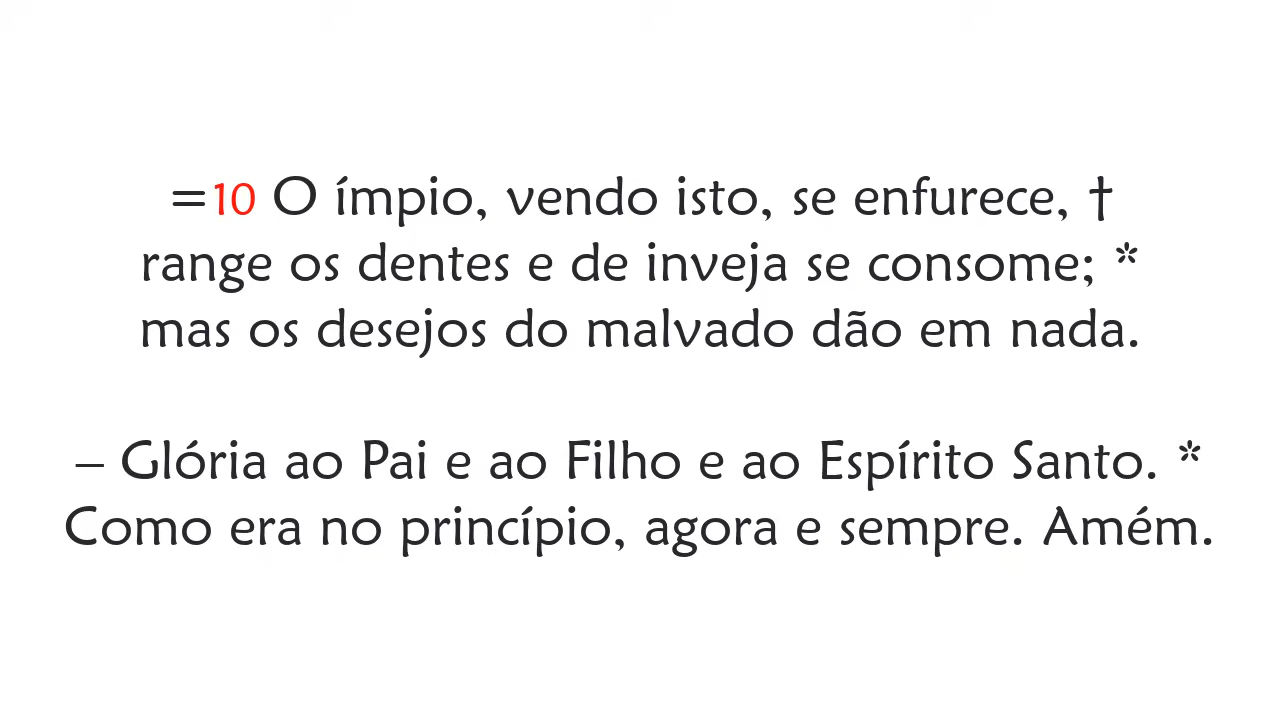 =10 O ímpio, vendo isto, se enfurece, †
range os dentes e de inveja se consome; *
mas os desejos do malvado dão em nada.
– Glória ao Pai e ao Filho e ao Espírito Santo. *
Como era no princípio, agora e sempre. Amém.